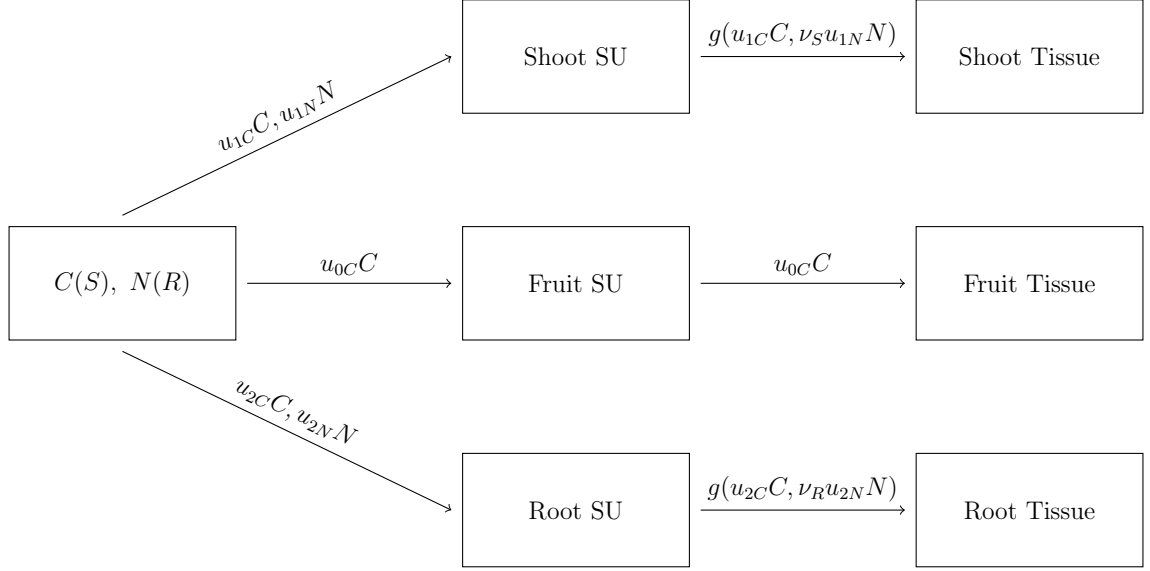 Shoot SU
g(u_{1C}C, ν_S u_{1N}N)
Shoot Tissue
u_{1C}C, u_{1N}N
C(S), N(R)
u_{0C}C
Fruit SU
u_{0C}C
Fruit Tissue
u_{2C}C, u_{2N}N
Root SU
g(u_{2C}C, ν_R u_{2N}N)
Root Tissue